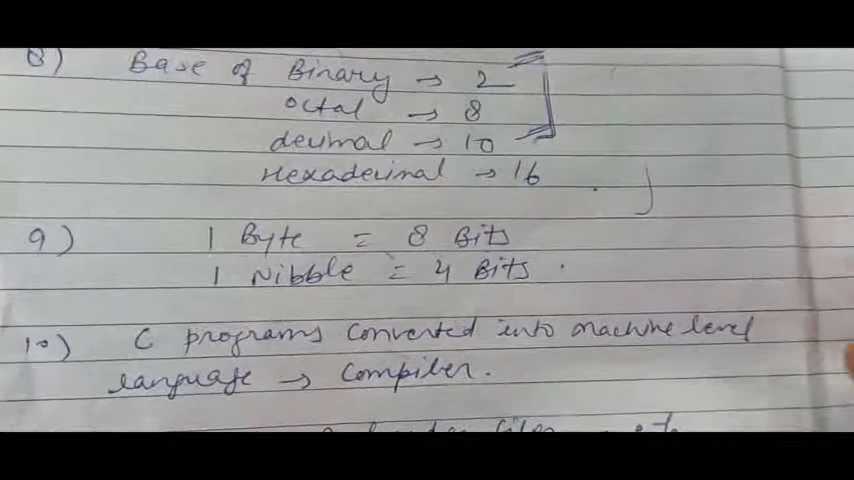 8) Base of Binary → 2
octal → 8
decimal → 10
Hexadecimal → 16
9) 1 Byte = 8 Bits
1 Nibble = 4 Bits .
10) C programs converted into machine level
language → Compiler.